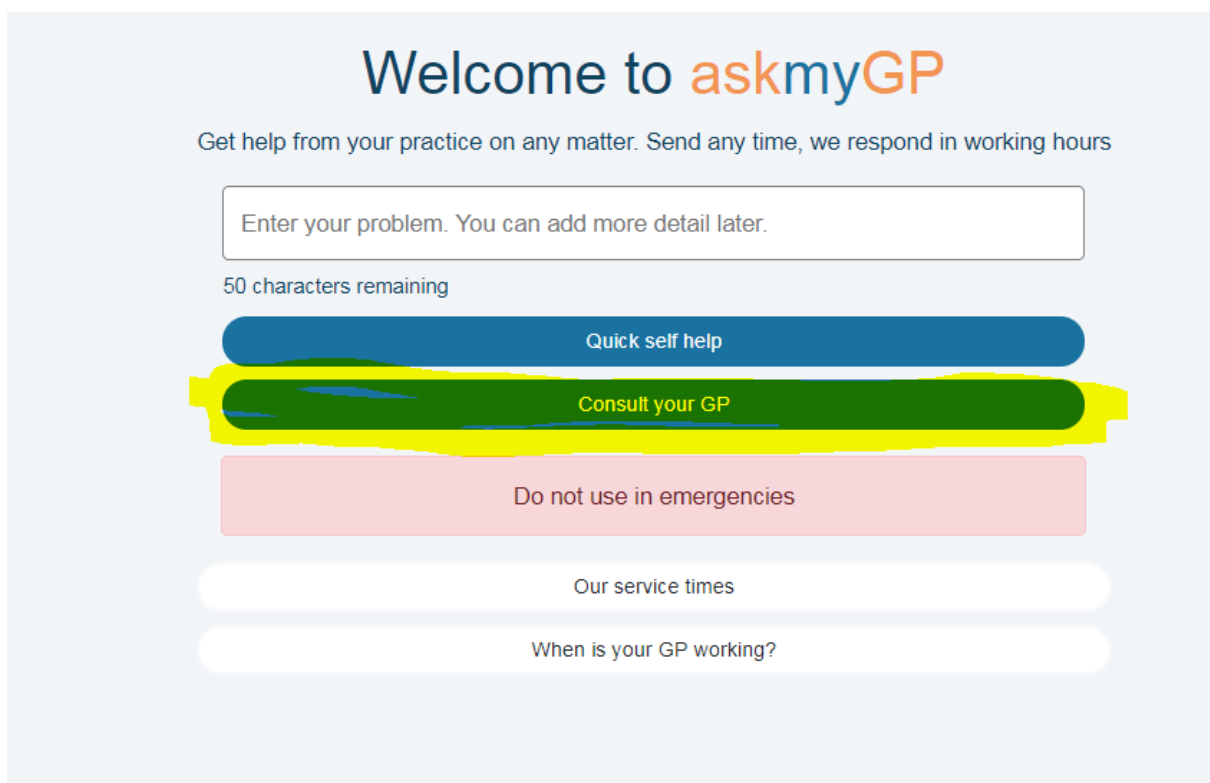 Welcome to askmyGP
Get help from your practice on any matter. Send any time, we respond in working hours
Enter your problem. You can add more detail later.
50 characters remaining
Quick self help
Consult your GP
Do not use in emergencies
Our service times
When is your GP working?